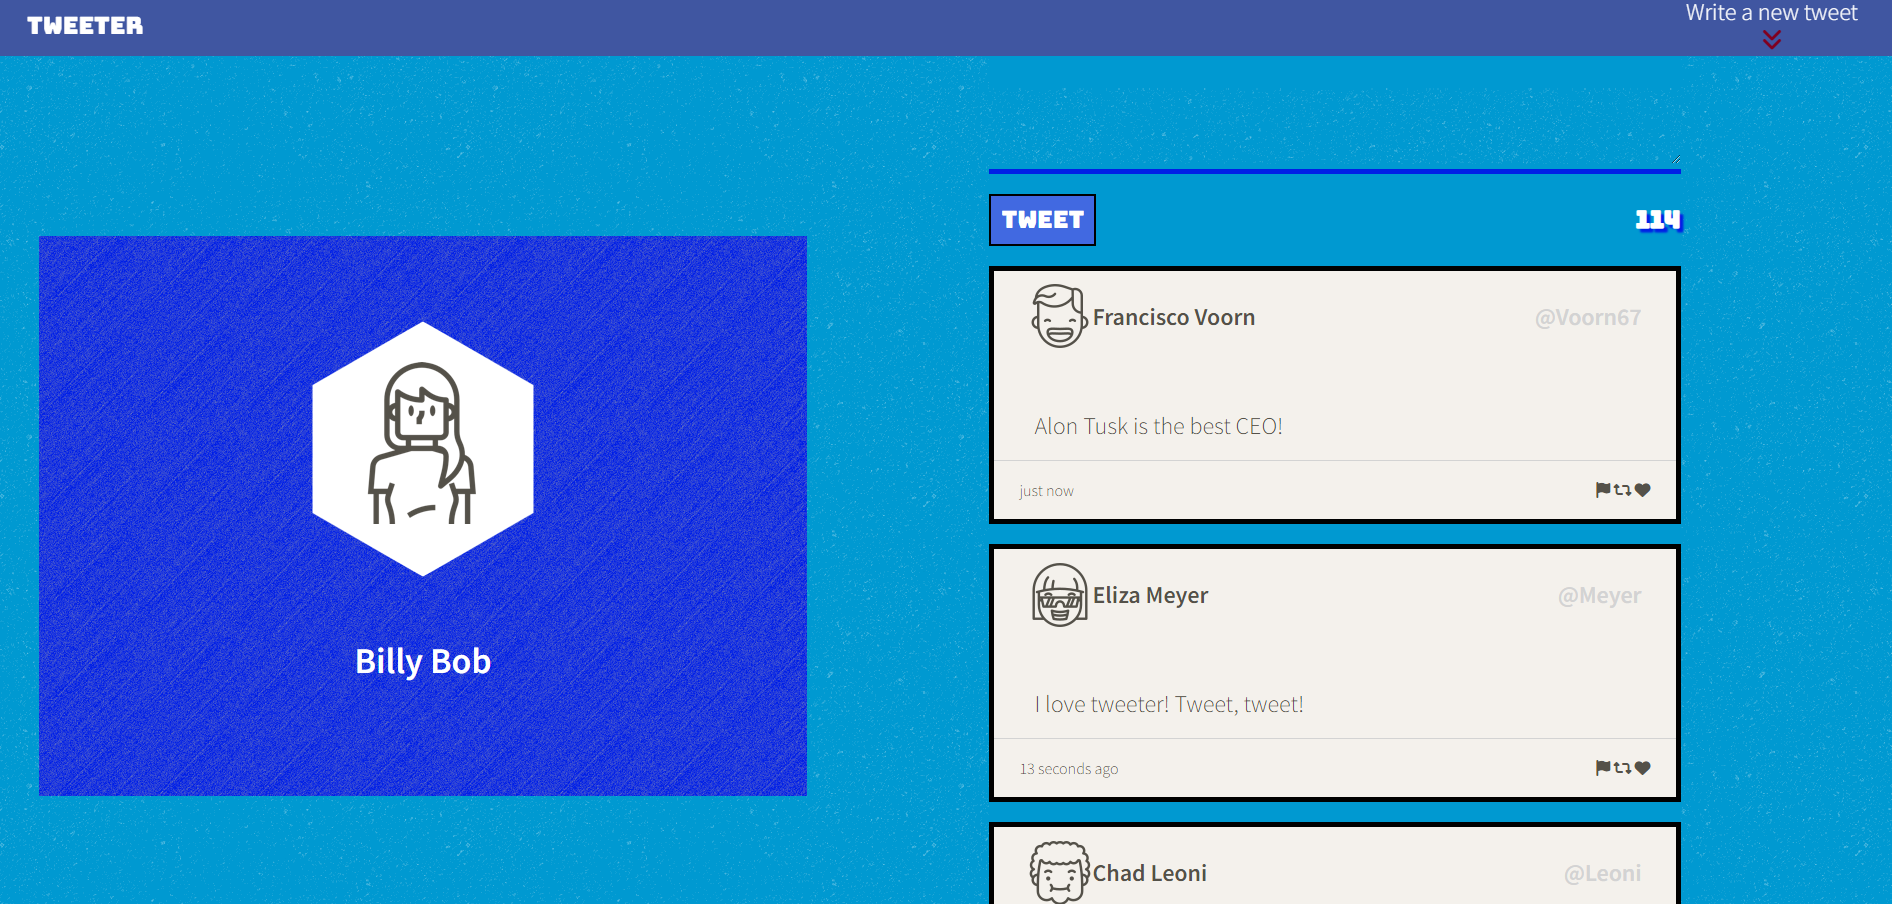 TWEETER
Write a new tweet
TWEET
114
Billy Bob
Francisco Voorn
@Voorn67
Alon Tusk is the best CEO!
just now
Eliza Meyer
@Meyer
I love tweeter! Tweet, tweet!
13 seconds ago
Chad Leoni
@Leoni